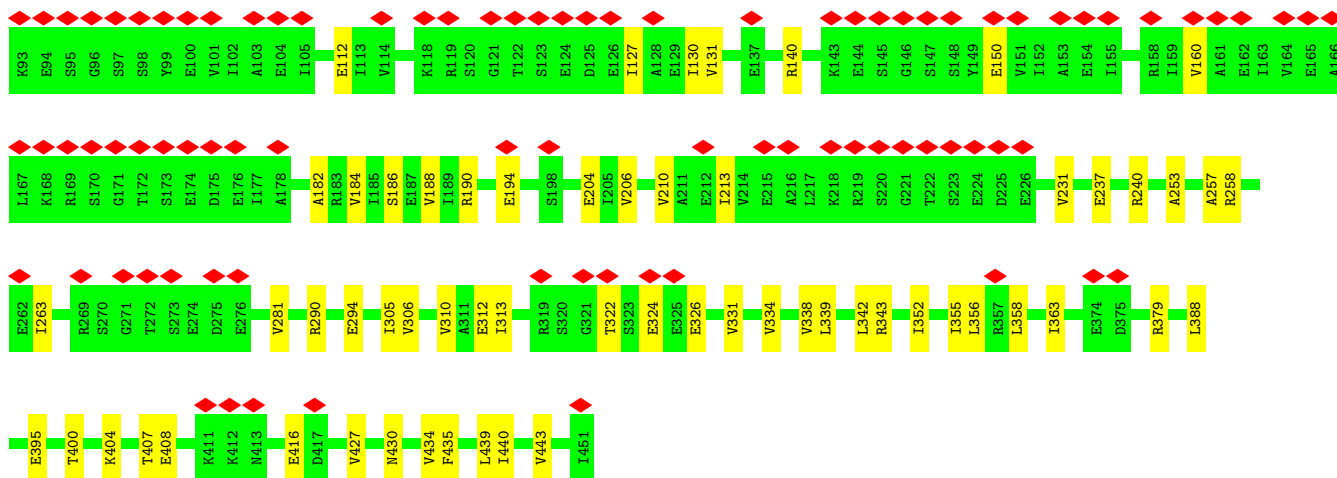 K93 E94 S95 G96 S97 S98 Y99 E100 V101 I102 A103 E104 I105 E112 I113 V114 K118 R119 S120 G121 T122 S123 E124 D125 E126 I127 A128 E129 I130 V131 E137 R140 K143 E144 S145 G146 S147 S148 Y149 E150 V151 I152 A153 E154 I155 R158 I159 V160 A161 E162 I163 V164 E165 A166
L167 K168 R169 S170 G171 T172 S173 E174 D175 E176 I177 A178 A182 R183 V184 I185 S186 E187 V188 I189 R190 E194 S198 E204 I205 V206 V210 A211 E212 I213 V214 E215 A216 L217 K218 R219 S220 G221 T222 S223 E224 D225 E226 V231 E237 R240 A253 A257 R258
E262 I263 R269 S270 G271 T272 S273 E274 D275 E276 V281 R290 E294 I305 V306 V310 A311 E312 I313 R319 S320 G321 T322 S323 E324 E325 E326 V331 V334 V338 L339 L342 R343 I352 I355 L356 R357 L358 I363 E374 D375 R379 L388
E395 T400 K404 T407 E408 K411 K412 N413 E416 D417 V427 N430 V434 F435 L439 I440 V443 I451